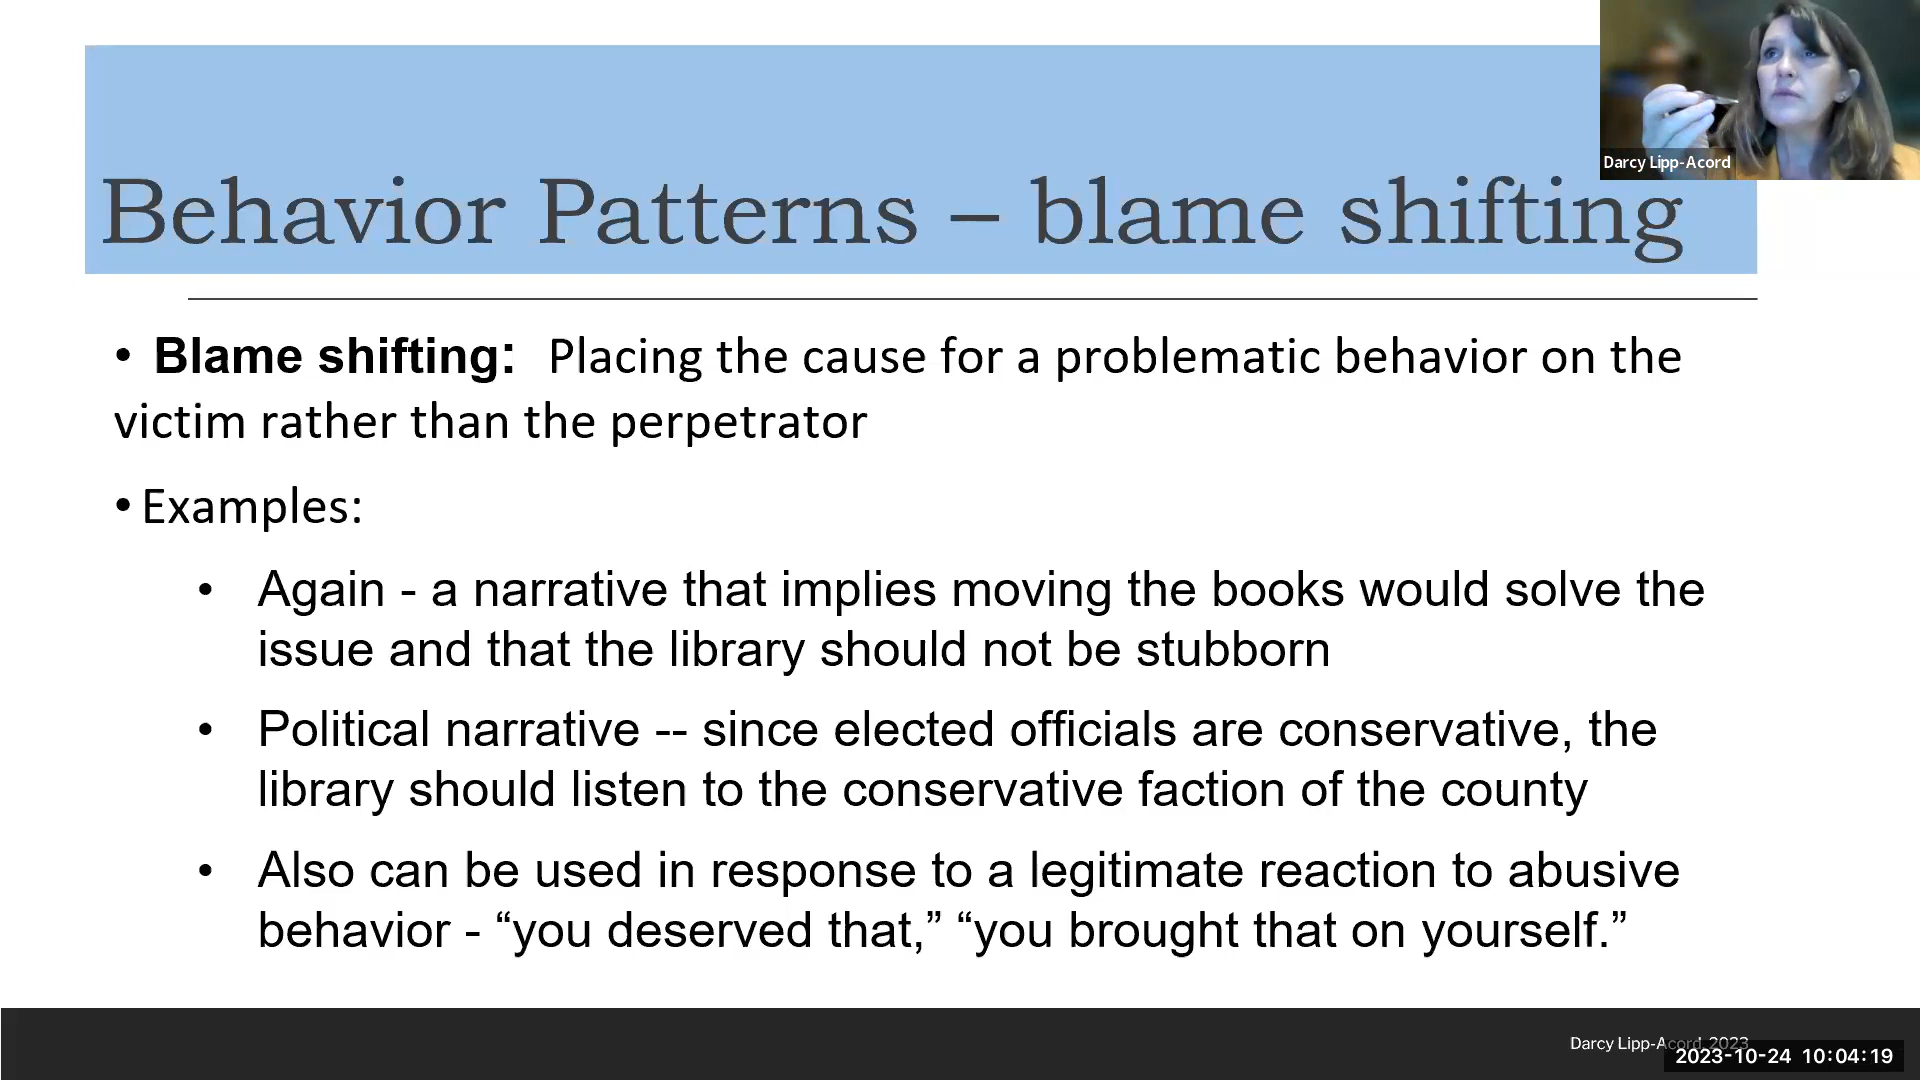 Darcy Lipp-Acord
Behavior Patterns – blame shifting
• Blame shifting: Placing the cause for a problematic behavior on the
victim rather than the perpetrator
• Examples:
• Again - a narrative that implies moving the books would solve the
issue and that the library should not be stubborn
• Political narrative -- since elected officials are conservative, the
library should listen to the conservative faction of the county
• Also can be used in response to a legitimate reaction to abusive
behavior - “you deserved that,” “you brought that on yourself.”
Darcy Lipp-Acord, 2023
2023-10-24 10:04:19